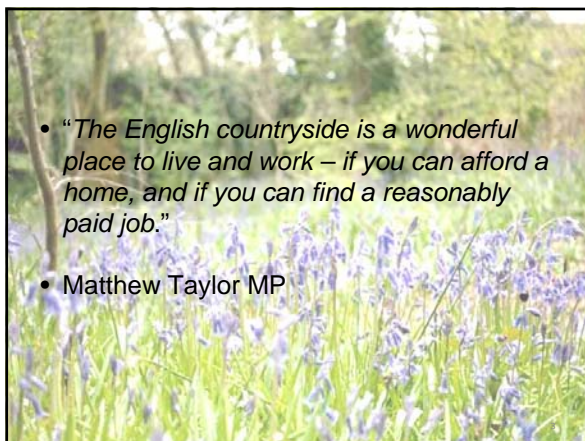 • “The English countryside is a wonderful
place to live and work – if you can afford a
home, and if you can find a reasonably
paid job.”
• Matthew Taylor MP